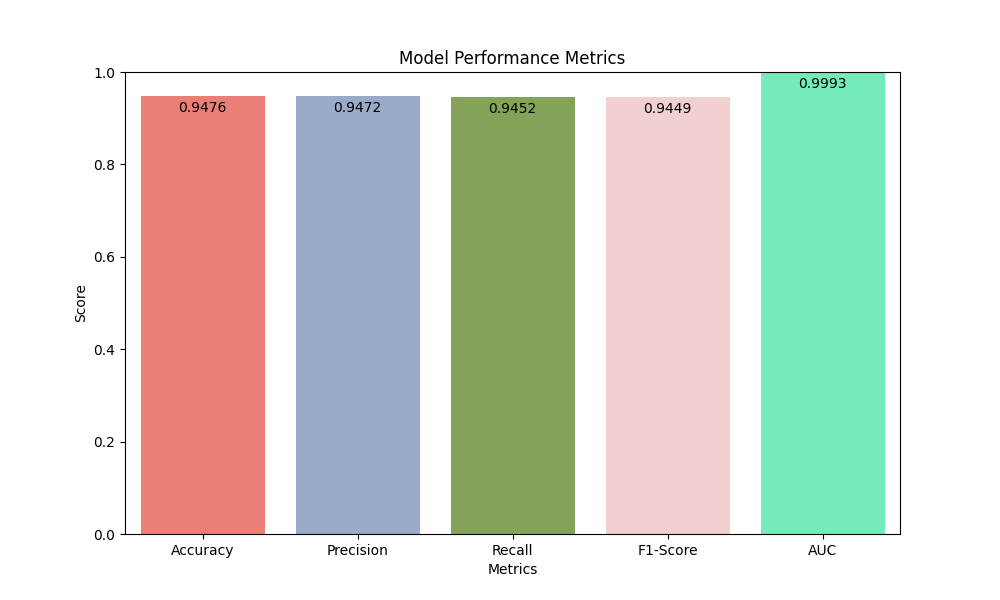 Model Performance Metrics
1.0
0.8
0.6
0.4
0.2
0.0
Score
0.9476
0.9472
0.9452
0.9449
0.9993
Accuracy
Precision
Recall
F1-Score
AUC
Metrics